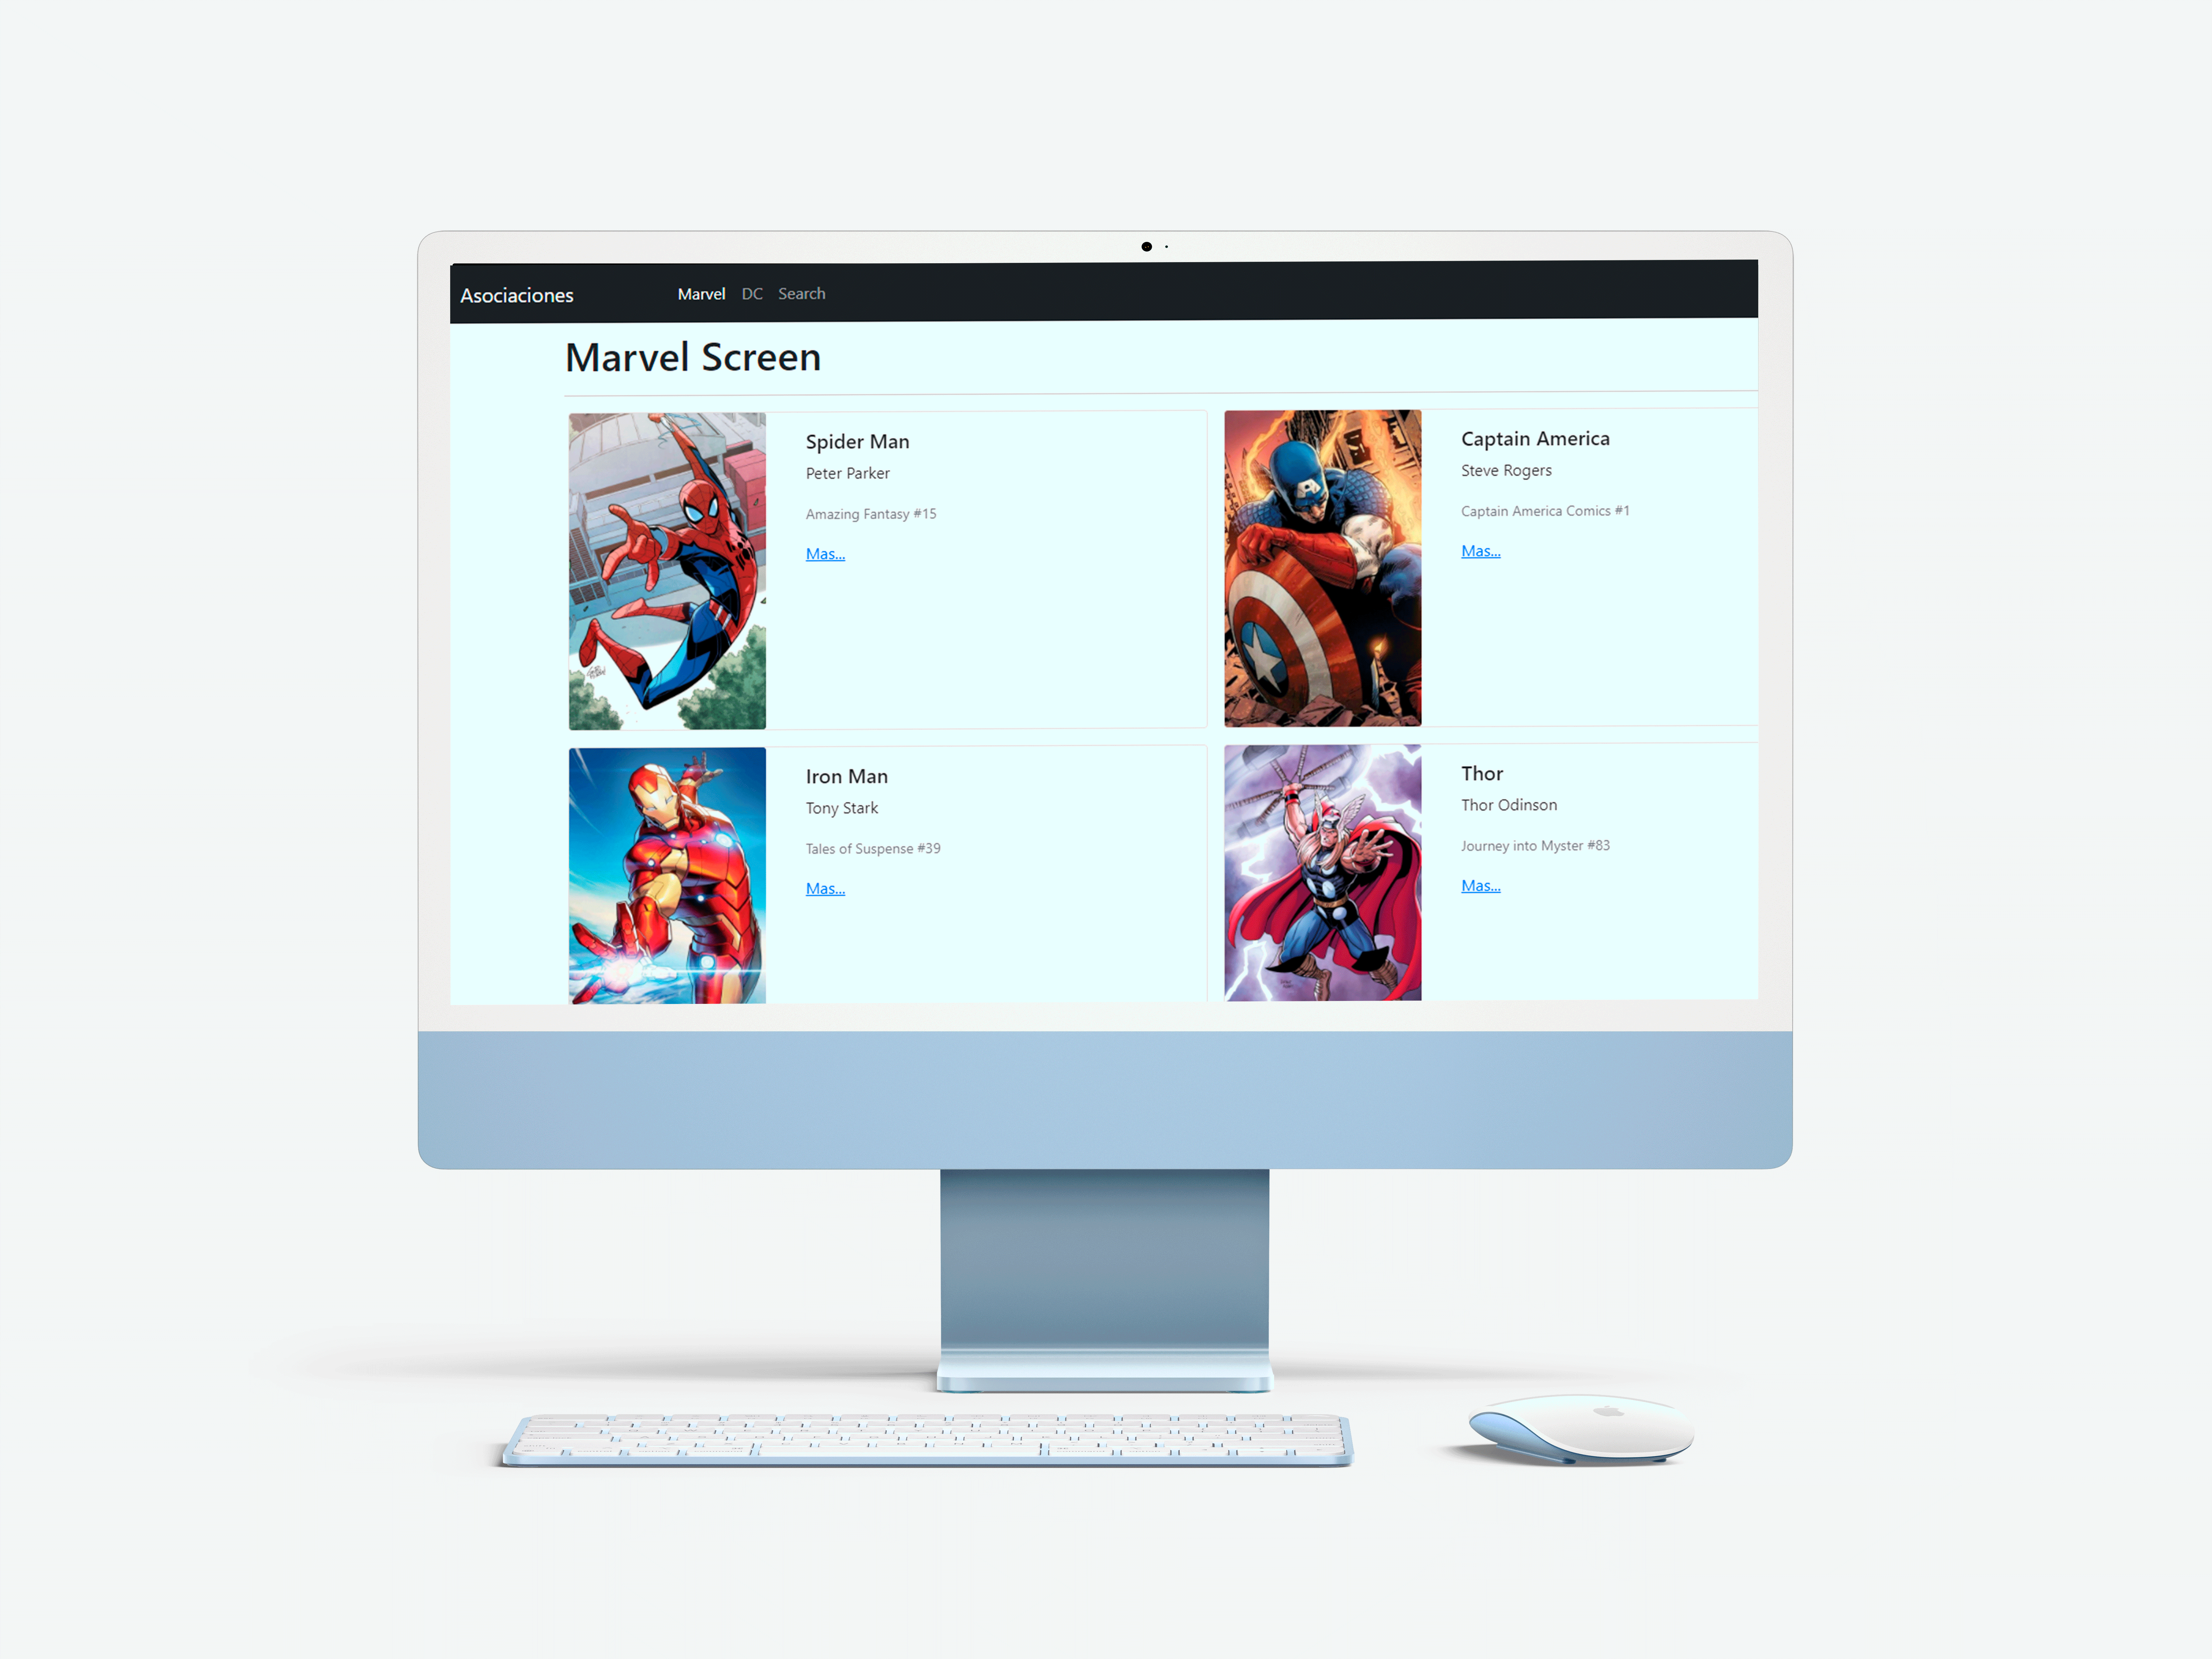 Asociaciones
Marvel DC Search
Marvel Screen
Spider Man
Peter Parker
Amazing Fantasy #15
Mas...
Captain America
Steve Rogers
Captain America Comics #1
Mas...
Iron Man
Tony Stark
Tales of Suspense #39
Mas...
Thor
Thor Odinson
Journey into Myster #83
Mas...